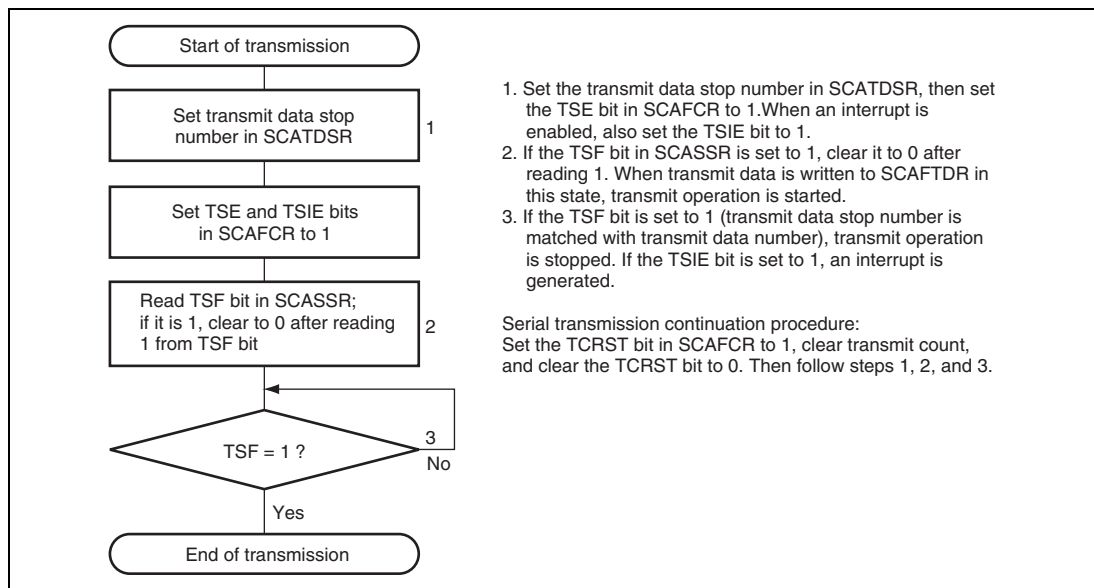 Start of transmission
Set transmit data stop
number in SCATDSR
1
Set TSE and TSIE bits
in SCAFCR to 1
Read TSF bit in SCASSR;
if it is 1, clear to 0 after reading
1 from TSF bit
2
TSF = 1 ?
3
No
Yes
End of transmission
1. Set the transmit data stop number in SCATDSR, then set
the TSE bit in SCAFCR to 1.When an interrupt is
enabled, also set the TSIE bit to 1.
2. If the TSF bit in SCASSR is set to 1, clear it to 0 after
reading 1. When transmit data is written to SCAFTDR in
this state, transmit operation is started.
3. If the TSF bit is set to 1 (transmit data stop number is
matched with transmit data number), transmit operation
is stopped. If the TSIE bit is set to 1, an interrupt is
generated.
Serial transmission continuation procedure:
Set the TCRST bit in SCAFCR to 1, clear transmit count,
and clear the TCRST bit to 0. Then follow steps 1, 2, and 3.